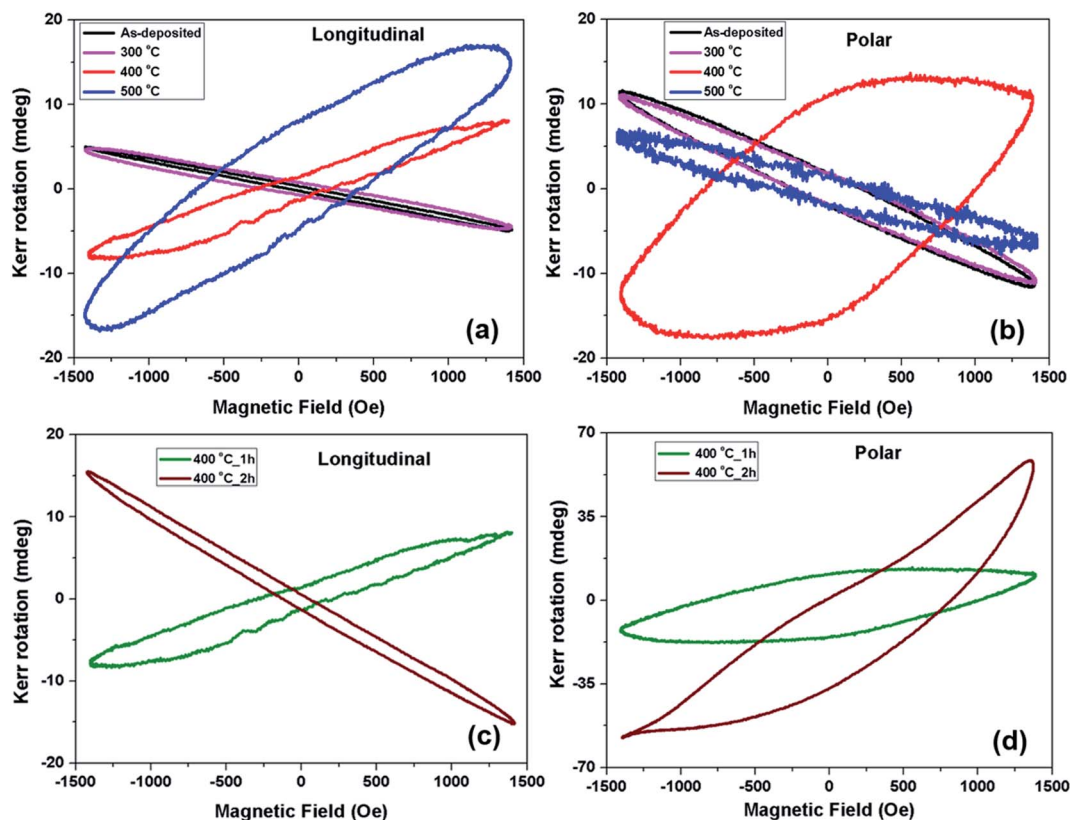 As-deposited
300 °C
400 °C
500 °C
Longitudinal
Kerr rotation (mdeg)
20
10
0
-10
-20
-1500 -1000 -500 0 500 1000 1500
Magnetic Field (Oe)
(a)
As-deposited
300 °C
400 °C
500 °C
Polar
Kerr rotation (mdeg)
20
10
0
-10
-20
-1500 -1000 -500 0 500 1000 1500
Magnetic Field (Oe)
(b)
400 °C_1h
400 °C_2h
Longitudinal
Kerr rotation (mdeg)
20
10
0
-10
-20
-1500 -1000 -500 0 500 1000 1500
Magnetic Field (Oe)
(c)
400 °C_1h
400 °C_2h
Polar
Kerr rotation (mdeg)
70
35
0
-35
-70
-1500 -1000 -500 0 500 1000 1500
Magnetic Field (Oe)
(d)